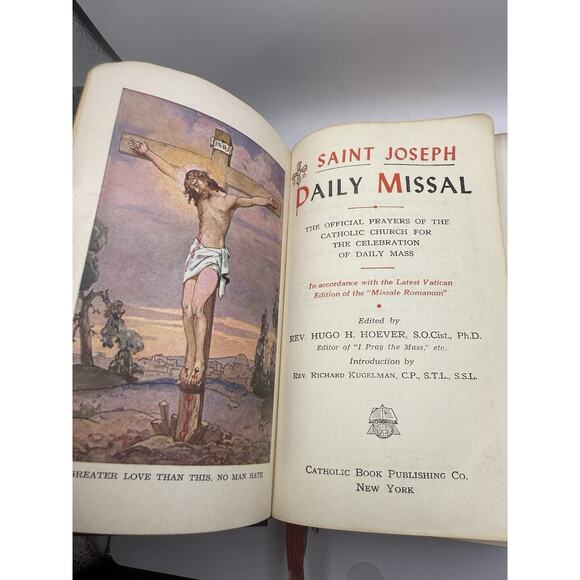 INRI
GREATER LOVE THAN THIS, NO MAN HATH
SAINT JOSEPH
DAILY MISSAL
THE OFFICIAL PRAYERS OF THE
CATHOLIC CHURCH FOR
THE CELEBRATION
OF DAILY MASS
In accordance with the Latest Vatican
Edition of the "Missale Romanum"
Edited by
REV. HUGO H. HOEVER, S.O.Cist., Ph.D.
Editor of "I Pray the Mass," etc.
Introduction by
REV. RICHARD KUGELMAN, C.P., S.T.L., S.S.L.
CATHOLIC BOOK PUBLISHING CO.
NEW YORK